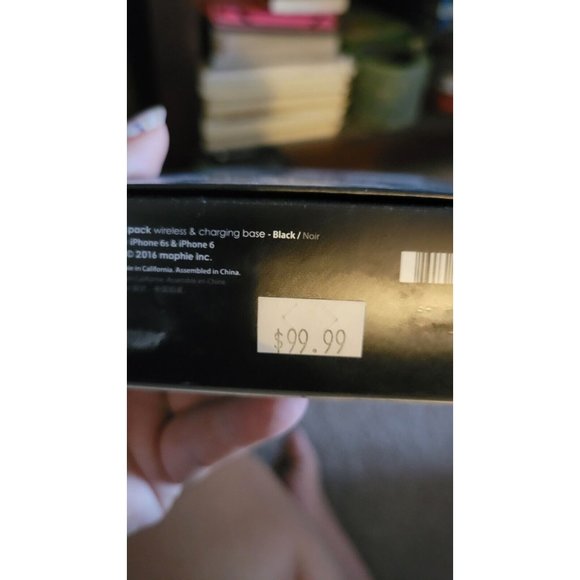 pack wireless & charging base - Black / Noir
iPhone 6s & iPhone 6
© 2016 mophie inc.
in California. Assembled in China.
$99.99